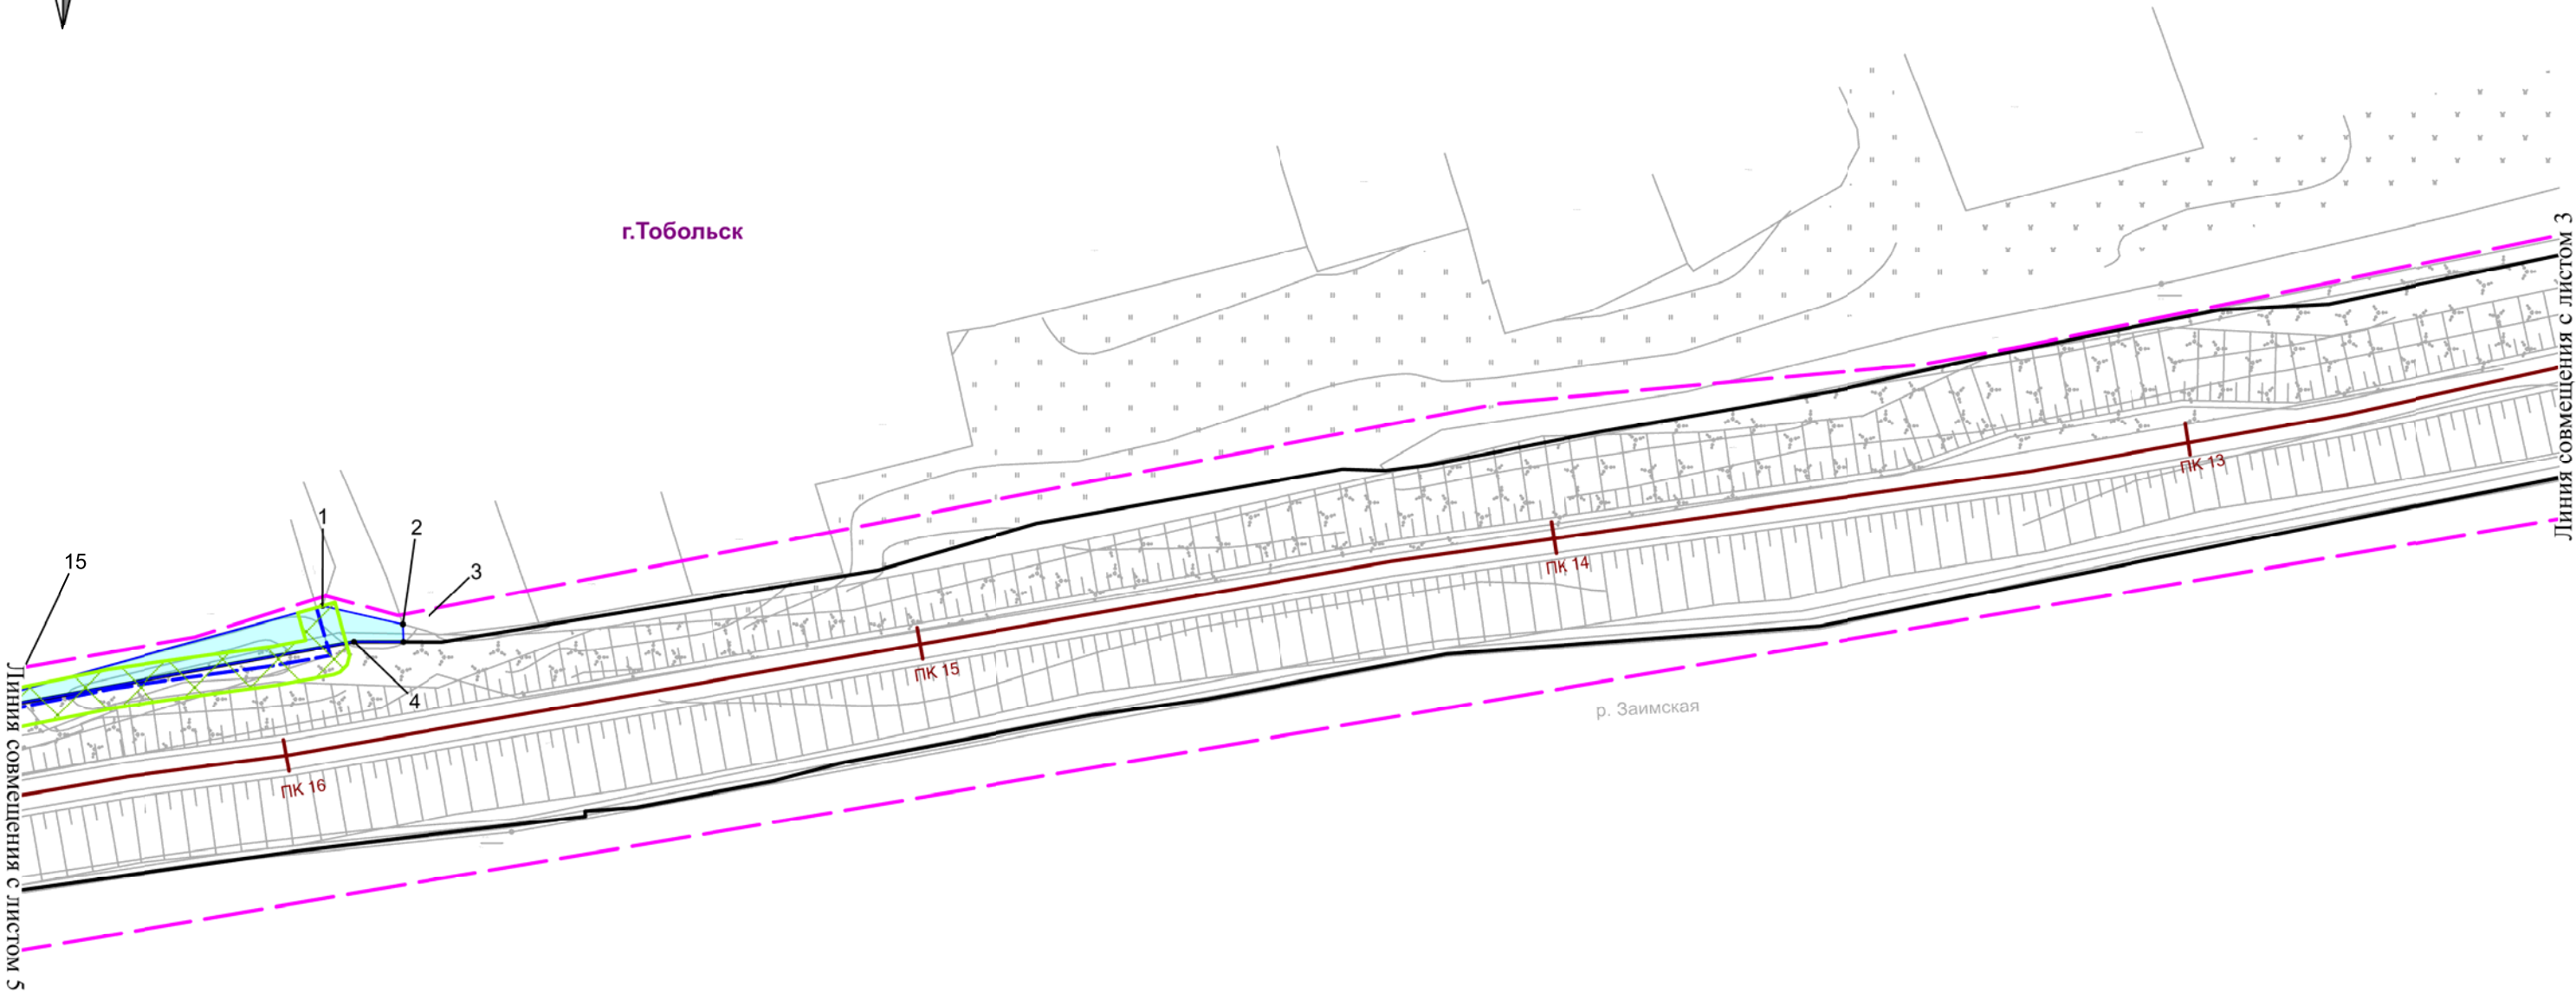 г.Тобольск
Линия совмещения с листом 3
ПК 13
1
2
15
ПК 14
3
ПК 15
4
р. Заимская
Линия совмещения с листом 5
ПК 16